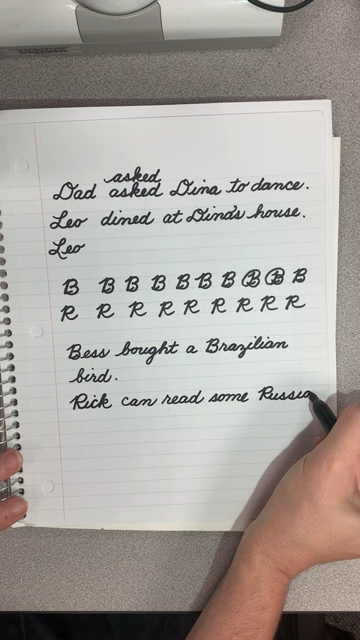 asked
Dad asked Dina to dance.
Leo dined at Dina's house.
Leo
B B B B B B B B B B
R R R R R R R R R
Bess bought a Brazilian
bird.
Rick can read some Russia